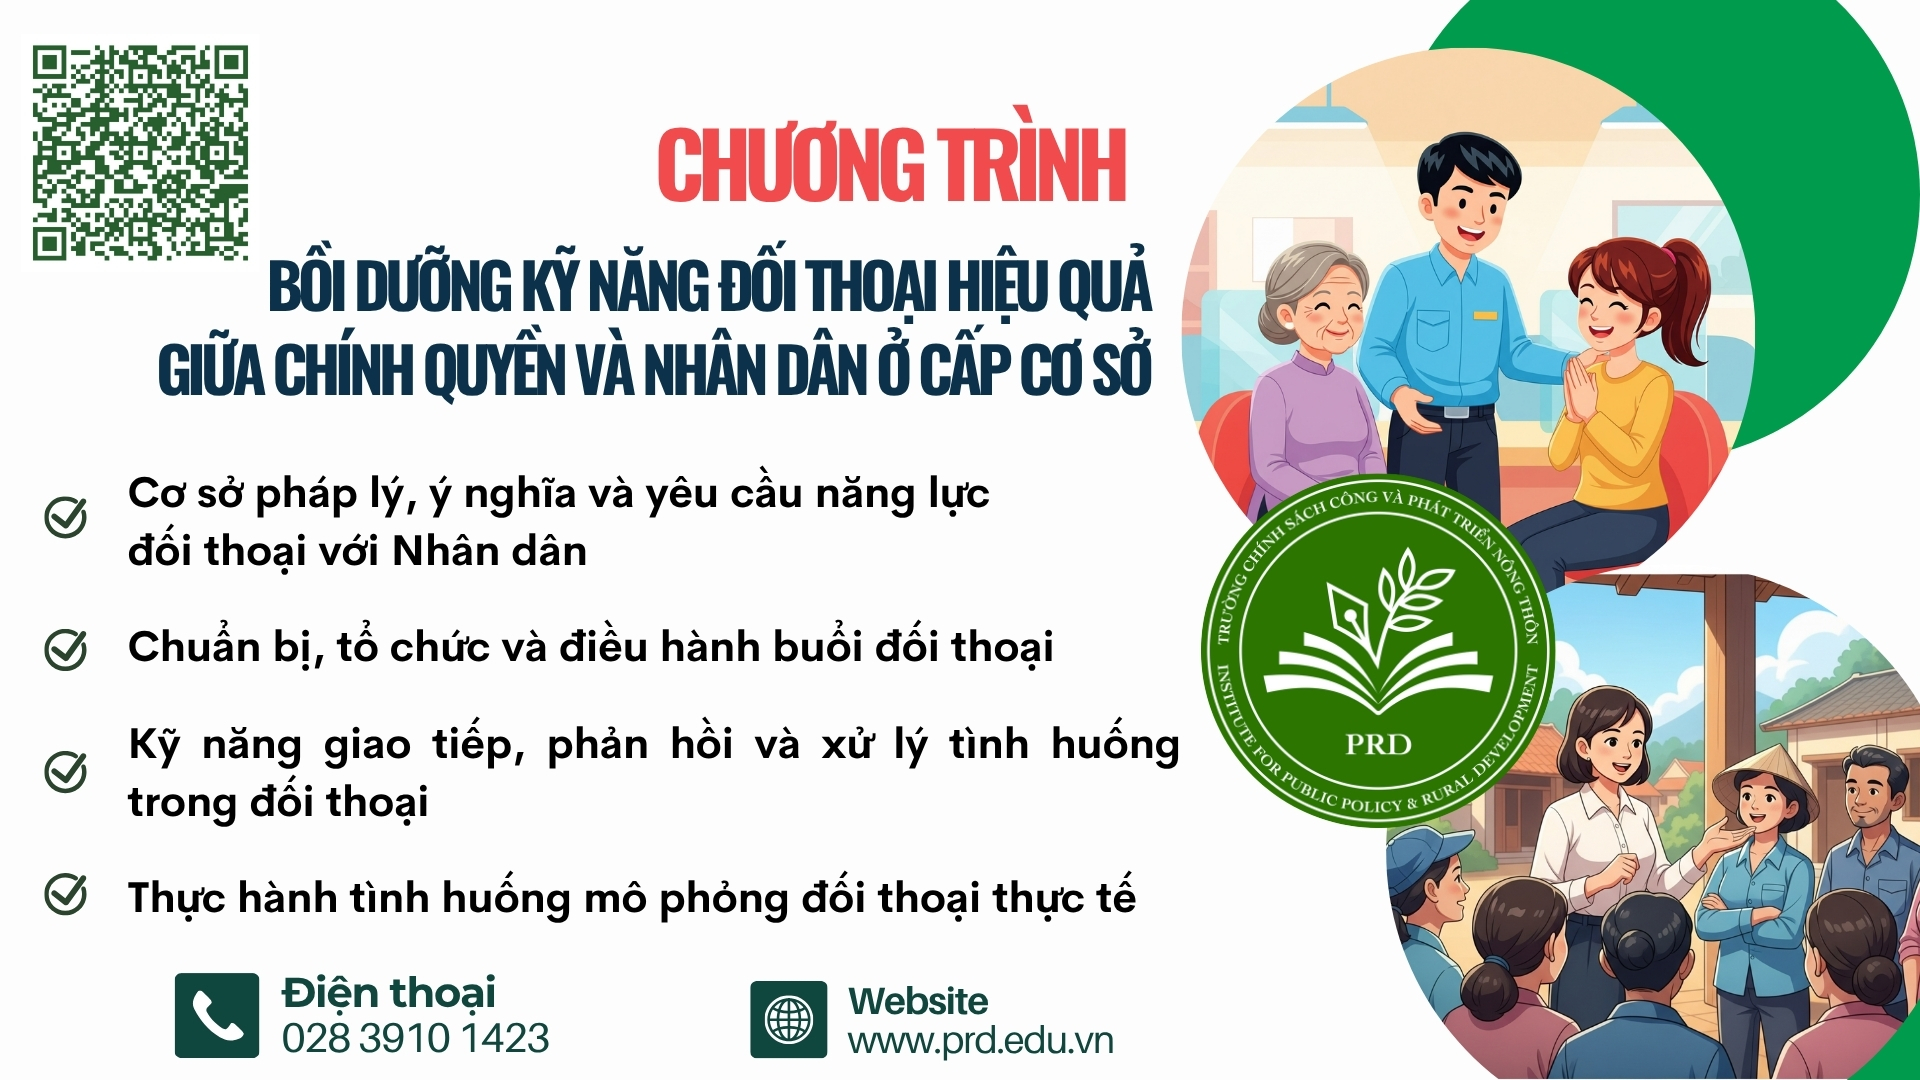 CHƯƠNG TRÌNH
BỒI DƯỠNG KỸ NĂNG ĐỐI THOẠI HIỆU QUẢ
GIỮA CHÍNH QUYỀN VÀ NHÂN DÂN Ở CẤP CƠ SỞ
Cơ sở pháp lý, ý nghĩa và yêu cầu năng lực
đối thoại với Nhân dân
Chuẩn bị, tổ chức và điều hành buổi đối thoại
Kỹ năng giao tiếp, phản hồi và xử lý tình huống
trong đối thoại
Thực hành tình huống mô phỏng đối thoại thực tế
Điện thoại
028 3910 1423
Website
www.prd.edu.vn
TRƯỜNG CHÍNH SÁCH CÔNG VÀ PHÁT TRIỂN NÔNG THÔN
PRD
INSTITUTE FOR PUBLIC POLICY & RURAL DEVELOPMENT